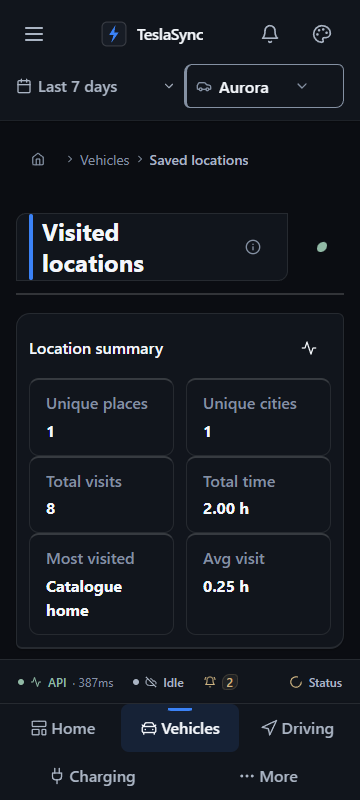 TeslaSync
Last 7 days
Aurora
Vehicles
Saved locations
Visited
locations
Location summary
Unique places
1
Unique cities
1
Total visits
8
Total time
2.00 h
Most visited
Catalogue
home
Avg visit
0.25 h
API · 387ms
Idle
2
Status
Home
Vehicles
Driving
Charging
More